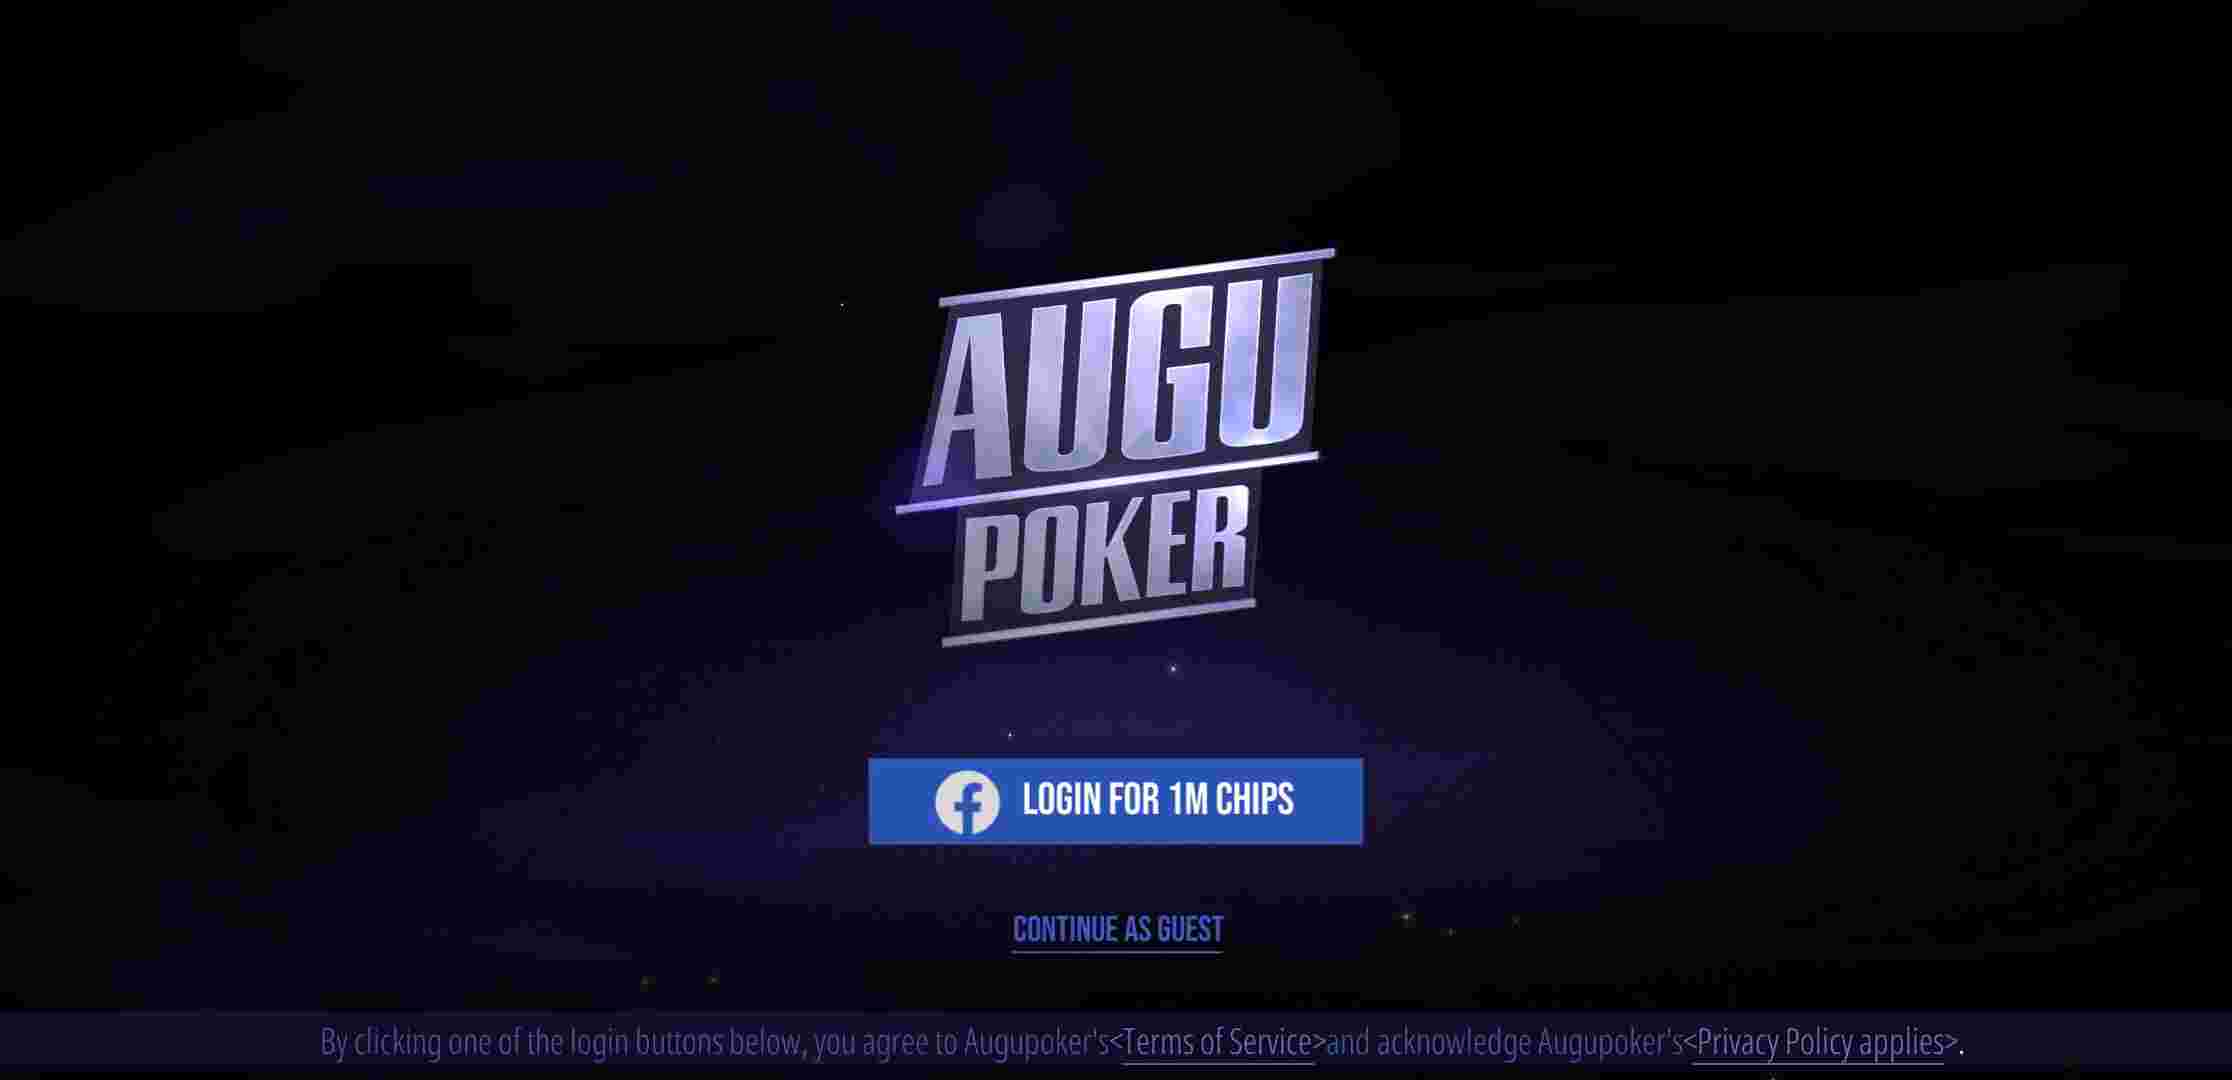 AUGU
POKER
LOGIN FOR 1M CHIPS
CONTINUE AS GUEST
By clicking one of the login buttons below, you agree to Augupoker's<Terms of Service>and acknowledge Augupoker's<Privacy Policy applies>.